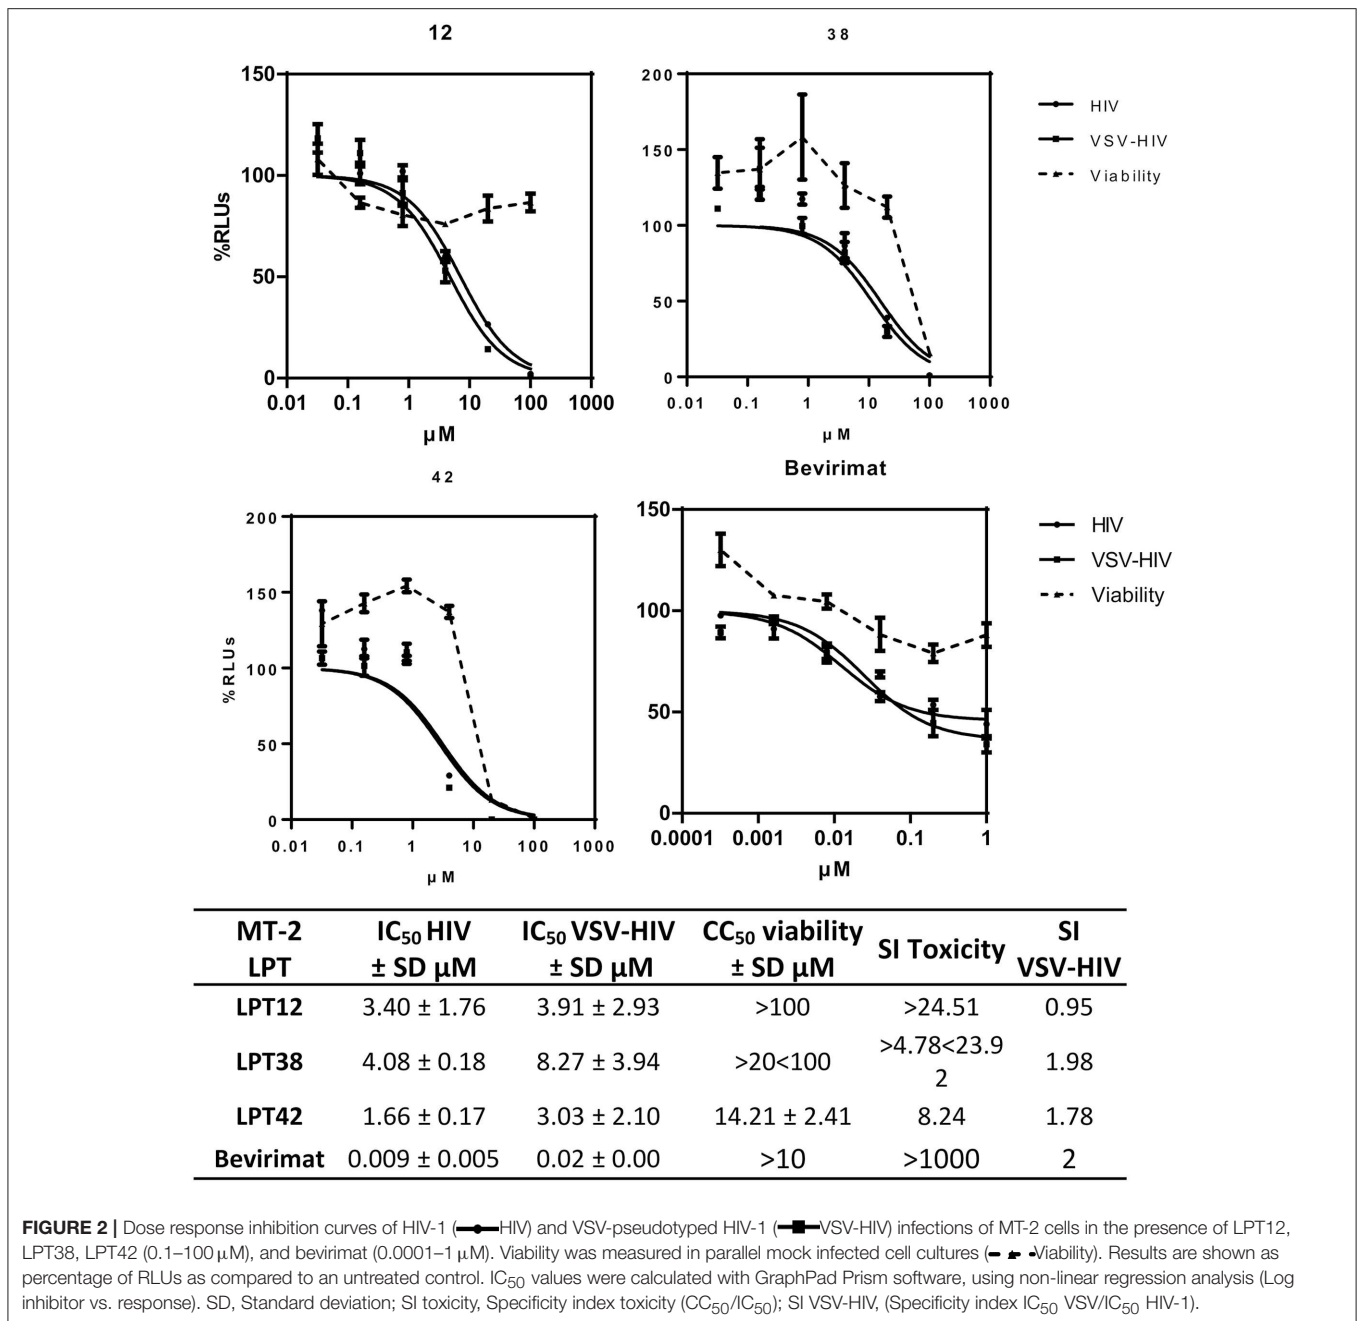 12
150
100
50
0
%RLUs
0.01 0.1 1 10 100 1000
µM
38
200
150
100
50
0
0.01 0.1 1 10 100 1000
µM
HIV
VSV-HIV
Viability
42
200
150
100
50
0
%RLUs
0.01 0.1 1 10 100 1000
µM
Bevirimat
150
100
50
0
0.0001 0.001 0.01 0.1 1
µM
HIV
VSV-HIV
Viability
MT-2 LPT | IC50 HIV ± SD µM | IC50 VSV-HIV ± SD µM | CC50 viability ± SD µM | SI Toxicity | SI VSV-HIV
LPT12 3.40 ± 1.76 3.91 ± 2.93 >100 >24.51 0.95
LPT38 4.08 ± 0.18 8.27 ± 3.94 >20<100 >4.78<23.92 1.98
LPT42 1.66 ± 0.17 3.03 ± 2.10 14.21 ± 2.41 8.24 1.78
Bevirimat 0.009 ± 0.005 0.02 ± 0.00 >10 >1000 2
FIGURE 2 | Dose response inhibition curves of HIV-1 (HIV) and VSV-pseudotyped HIV-1 (VSV-HIV) infections of MT-2 cells in the presence of LPT12,
LPT38, LPT42 (0.1–100 µM), and bevirimat (0.0001–1 µM). Viability was measured in parallel mock infected cell cultures (Viability). Results are shown as
percentage of RLUs as compared to an untreated control. IC50 values were calculated with GraphPad Prism software, using non-linear regression analysis (Log
inhibitor vs. response). SD, Standard deviation; SI toxicity, Specificity index toxicity (CC50/IC50); SI VSV-HIV, (Specificity index IC50 VSV/IC50 HIV-1).